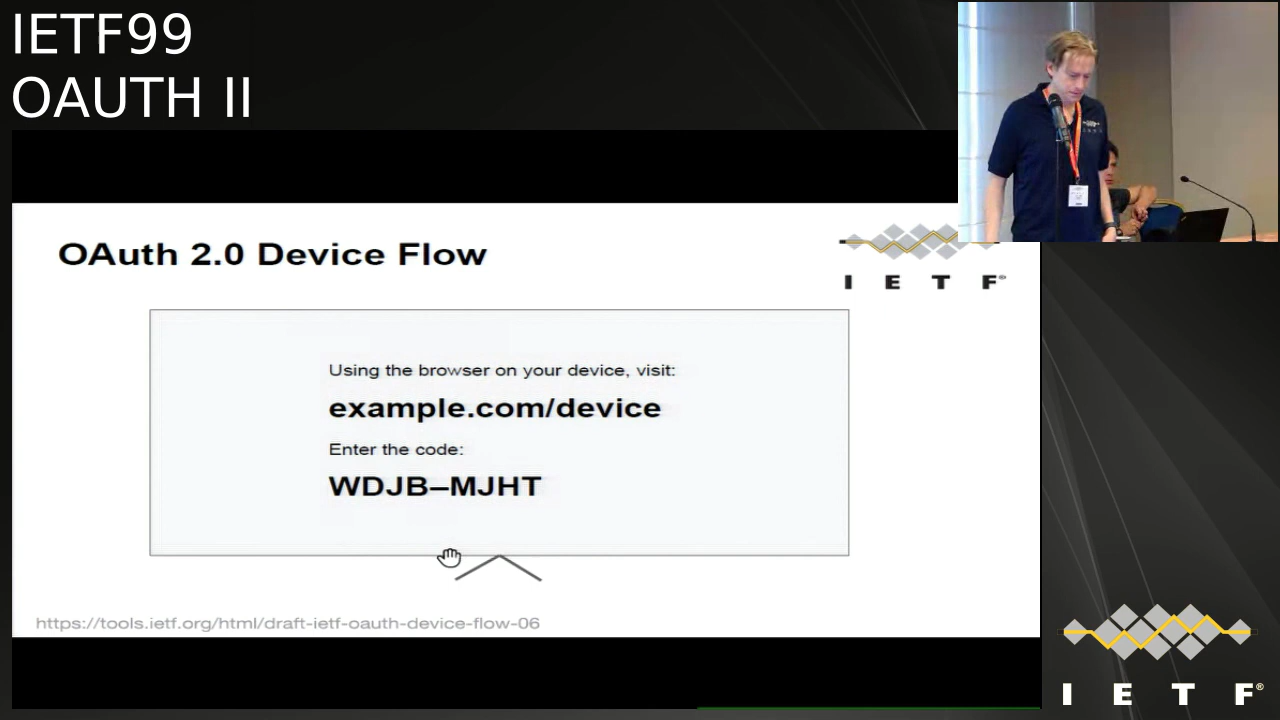 IETF99
OAUTH II
OAuth 2.0 Device Flow
I E T F®
Using the browser on your device, visit:
example.com/device
Enter the code:
WDJB–MJHT
https://tools.ietf.org/html/draft-ietf-oauth-device-flow-06
I E T F®